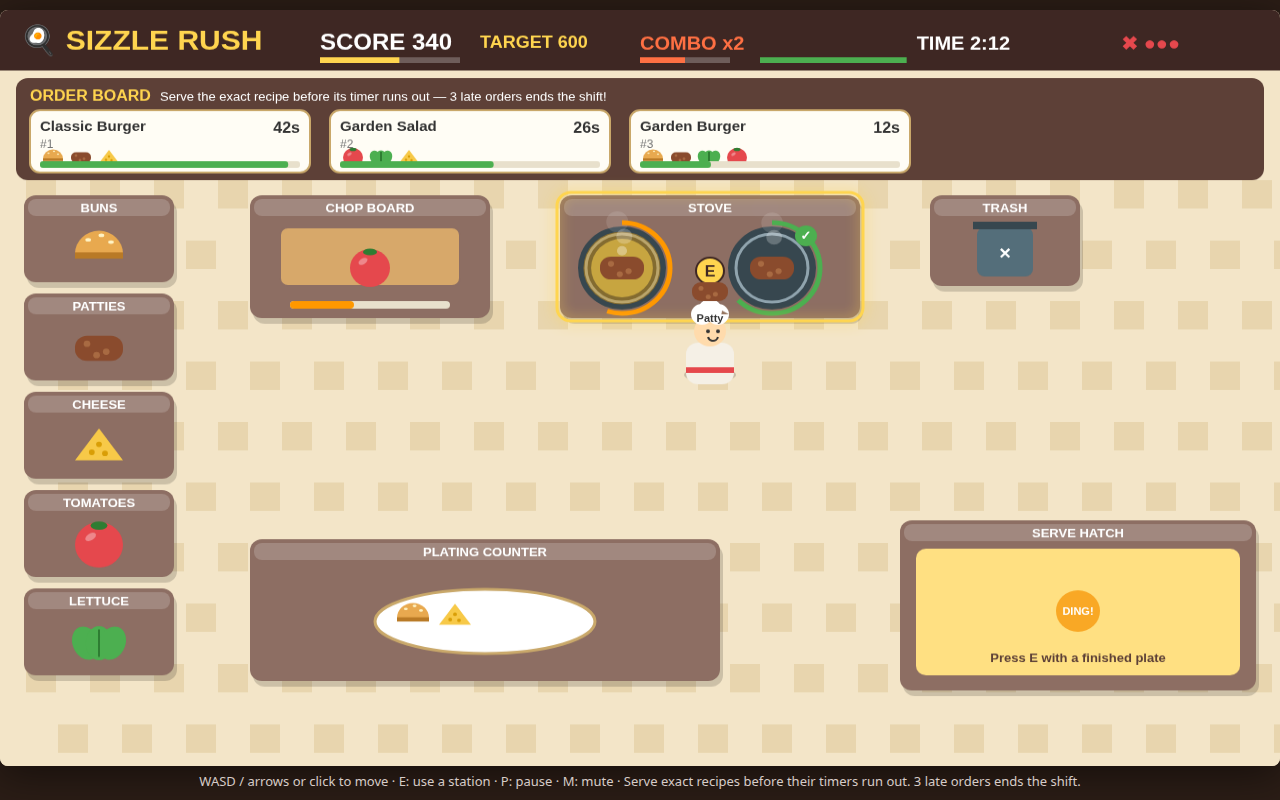 SIZZLE RUSH
SCORE 340
TARGET 600
COMBO x2
TIME 2:12
ORDER BOARD
Serve the exact recipe before its timer runs out — 3 late orders ends the shift!
Classic Burger 42s
#1
Garden Salad 26s
#2
Garden Burger 12s
#3
BUNS
CHOP BOARD
STOVE
TRASH
E
Patty
PATTIES
CHEESE
TOMATOES
LETTUCE
PLATING COUNTER
SERVE HATCH
DING!
Press E with a finished plate
WASD / arrows or click to move · E: use a station · P: pause · M: mute · Serve exact recipes before their timers run out. 3 late orders ends the shift.